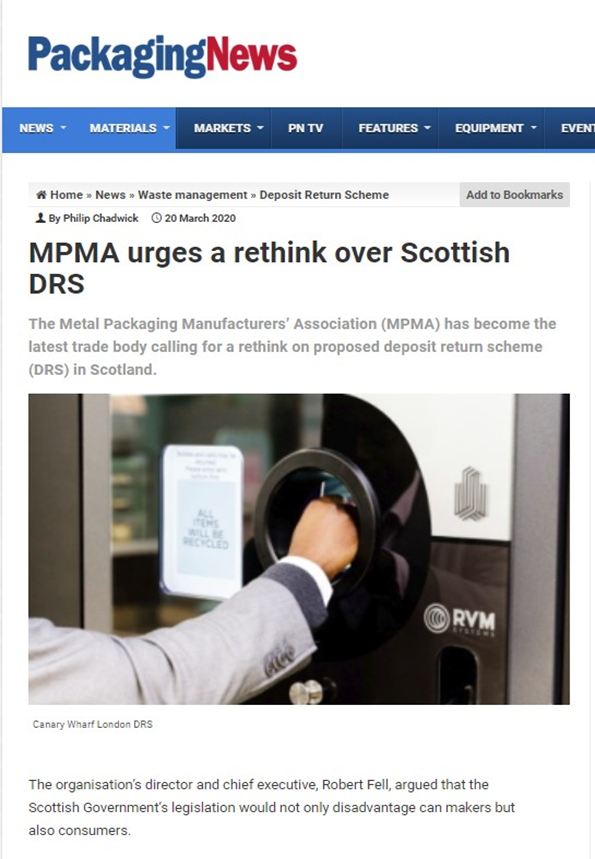 PackagingNews
NEWS MATERIALS MARKETS PN TV FEATURES EQUIPMENT EVENT
Home » News » Waste management » Deposit Return Scheme Add to Bookmarks
By Philip Chadwick 20 March 2020
MPMA urges a rethink over Scottish
DRS
The Metal Packaging Manufacturers’ Association (MPMA) has become the
latest trade body calling for a rethink on proposed deposit return scheme
(DRS) in Scotland.
ALL
ITEMS
WILL BE
RECYCLED
RVM
SYSTEMS
Canary Wharf London DRS
The organisation’s director and chief executive, Robert Fell, argued that the
Scottish Government’s legislation would not only disadvantage can makers but
also consumers.